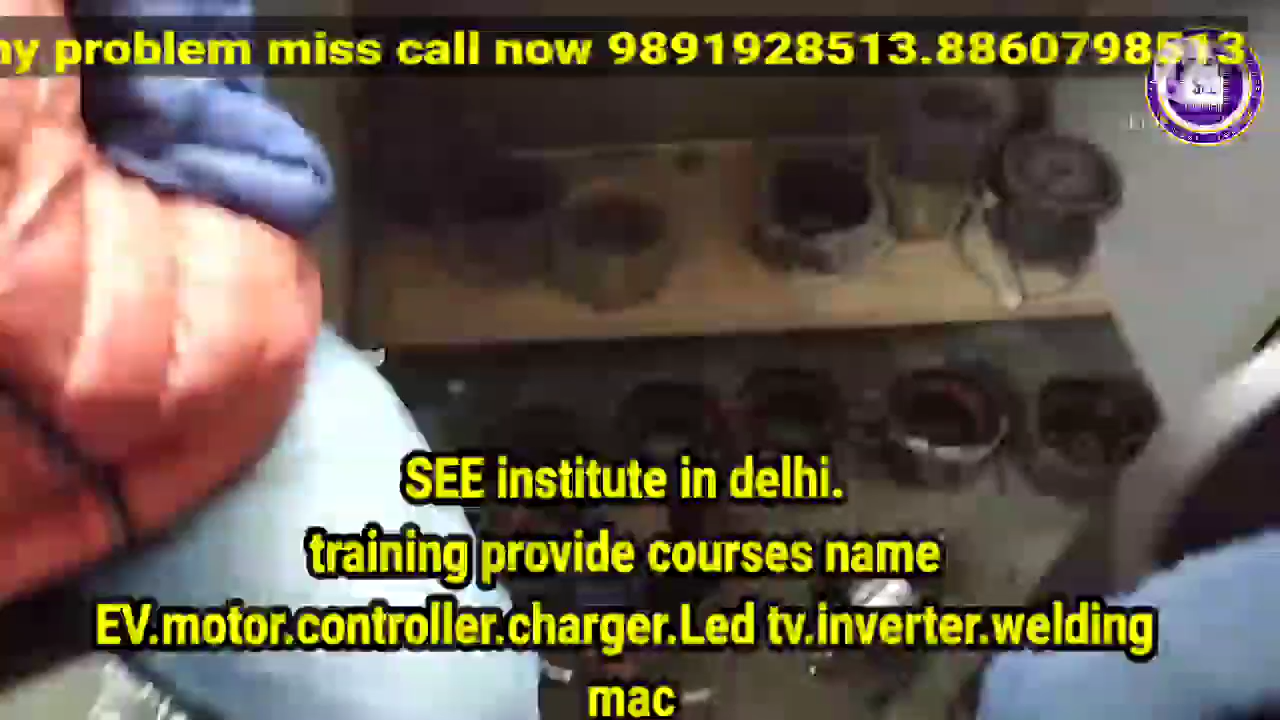 ny problem miss call now 9891928513.8860798513
SEE institute in delhi.
training provide courses name
EV.motor.controller.charger.Led tv.inverter.welding
mac